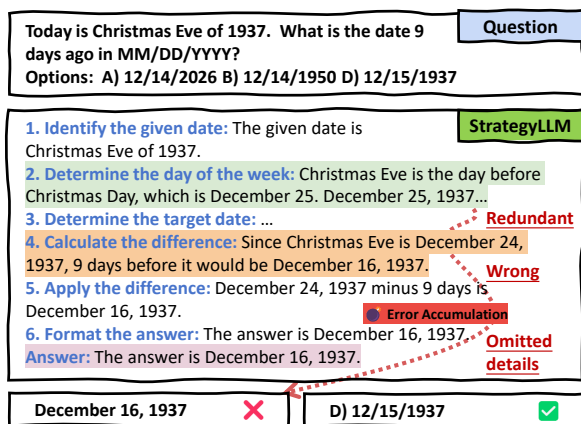 Today is Christmas Eve of 1937. What is the date 9
days ago in MM/DD/YYYY?
Options: A) 12/14/2026 B) 12/14/1950 D) 12/15/1937
Question
StrategyLLM
1. Identify the given date: The given date is
Christmas Eve of 1937.
2. Determine the day of the week: Christmas Eve is the day before
Christmas Day, which is December 25. December 25, 1937...
3. Determine the target date: ...
Redundant
4. Calculate the difference: Since Christmas Eve is December 24,
1937, 9 days before it would be December 16, 1937.
Wrong
5. Apply the difference: December 24, 1937 minus 9 days is
December 16, 1937.
Error Accumulation
6. Format the answer: The answer is December 16, 1937.
Answer: The answer is December 16, 1937.
Omitted
details
December 16, 1937
D) 12/15/1937